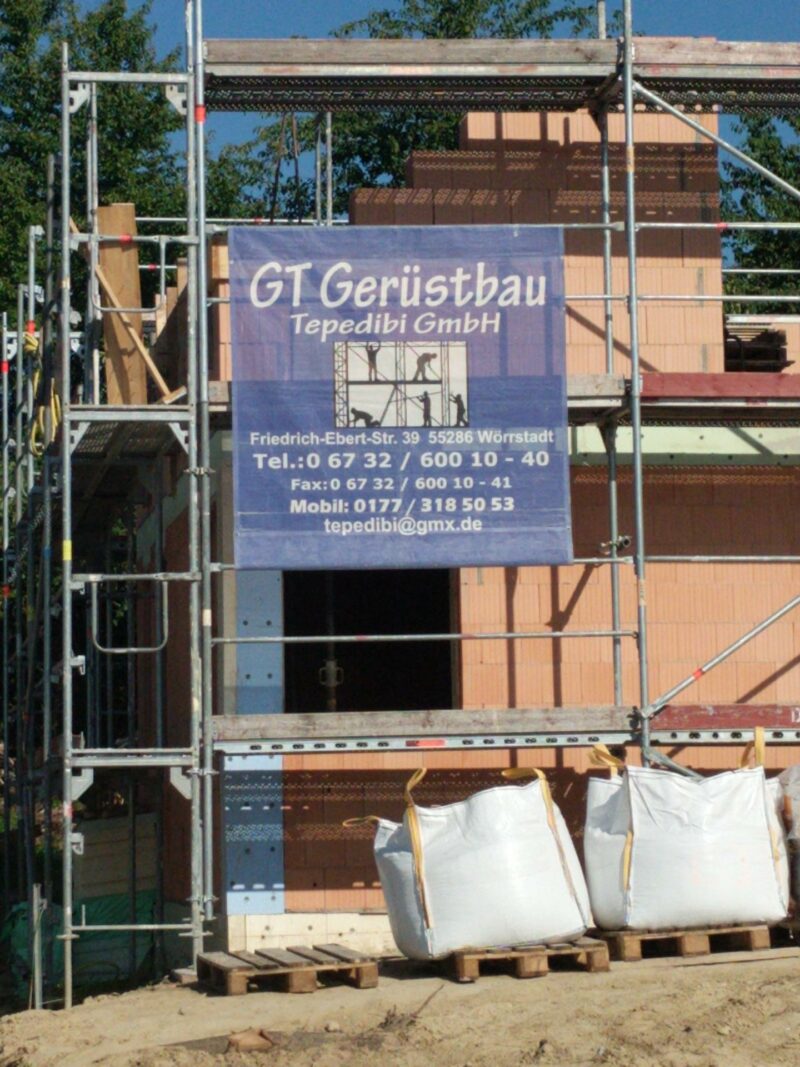 GT Gerüstbau
Tepedibi GmbH
Friedrich-Ebert-Str. 39 55286 Wörrstadt
Tel.:0 67 32 / 600 10 - 40
Fax:0 67 32 / 600 10 - 41
Mobil: 0177 / 318 50 53
tepedibi@gmx.de